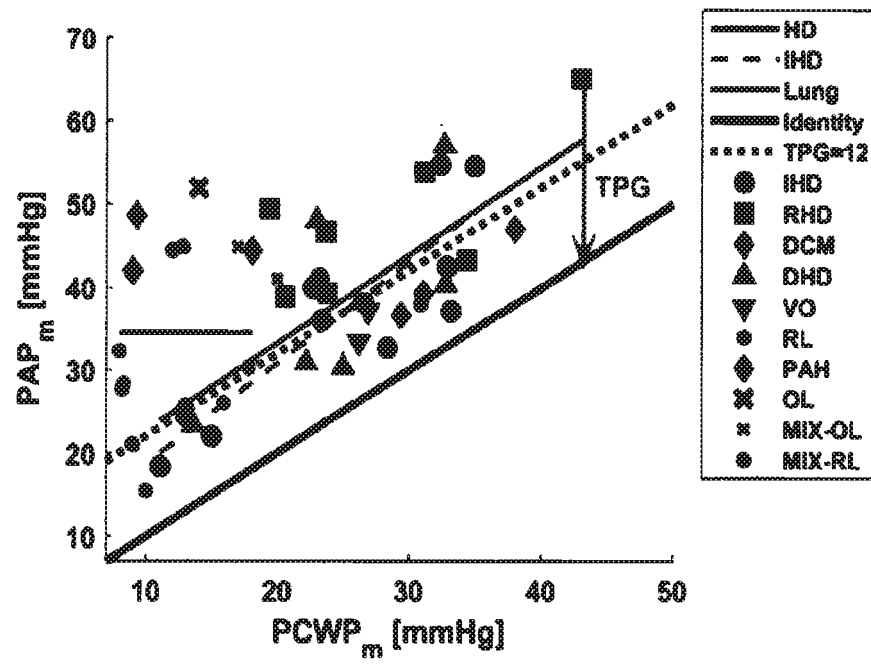 PAPm [mmHg]
70
60
50
40
30
20
10
10 20 30 40 50
PCWPm [mmHg]
TPG
HD
IHD
Lung
Identity
TPG=12
IHD
RHD
DCM
DHD
VO
RL
PAH
OL
MIX-OL
MIX-RL